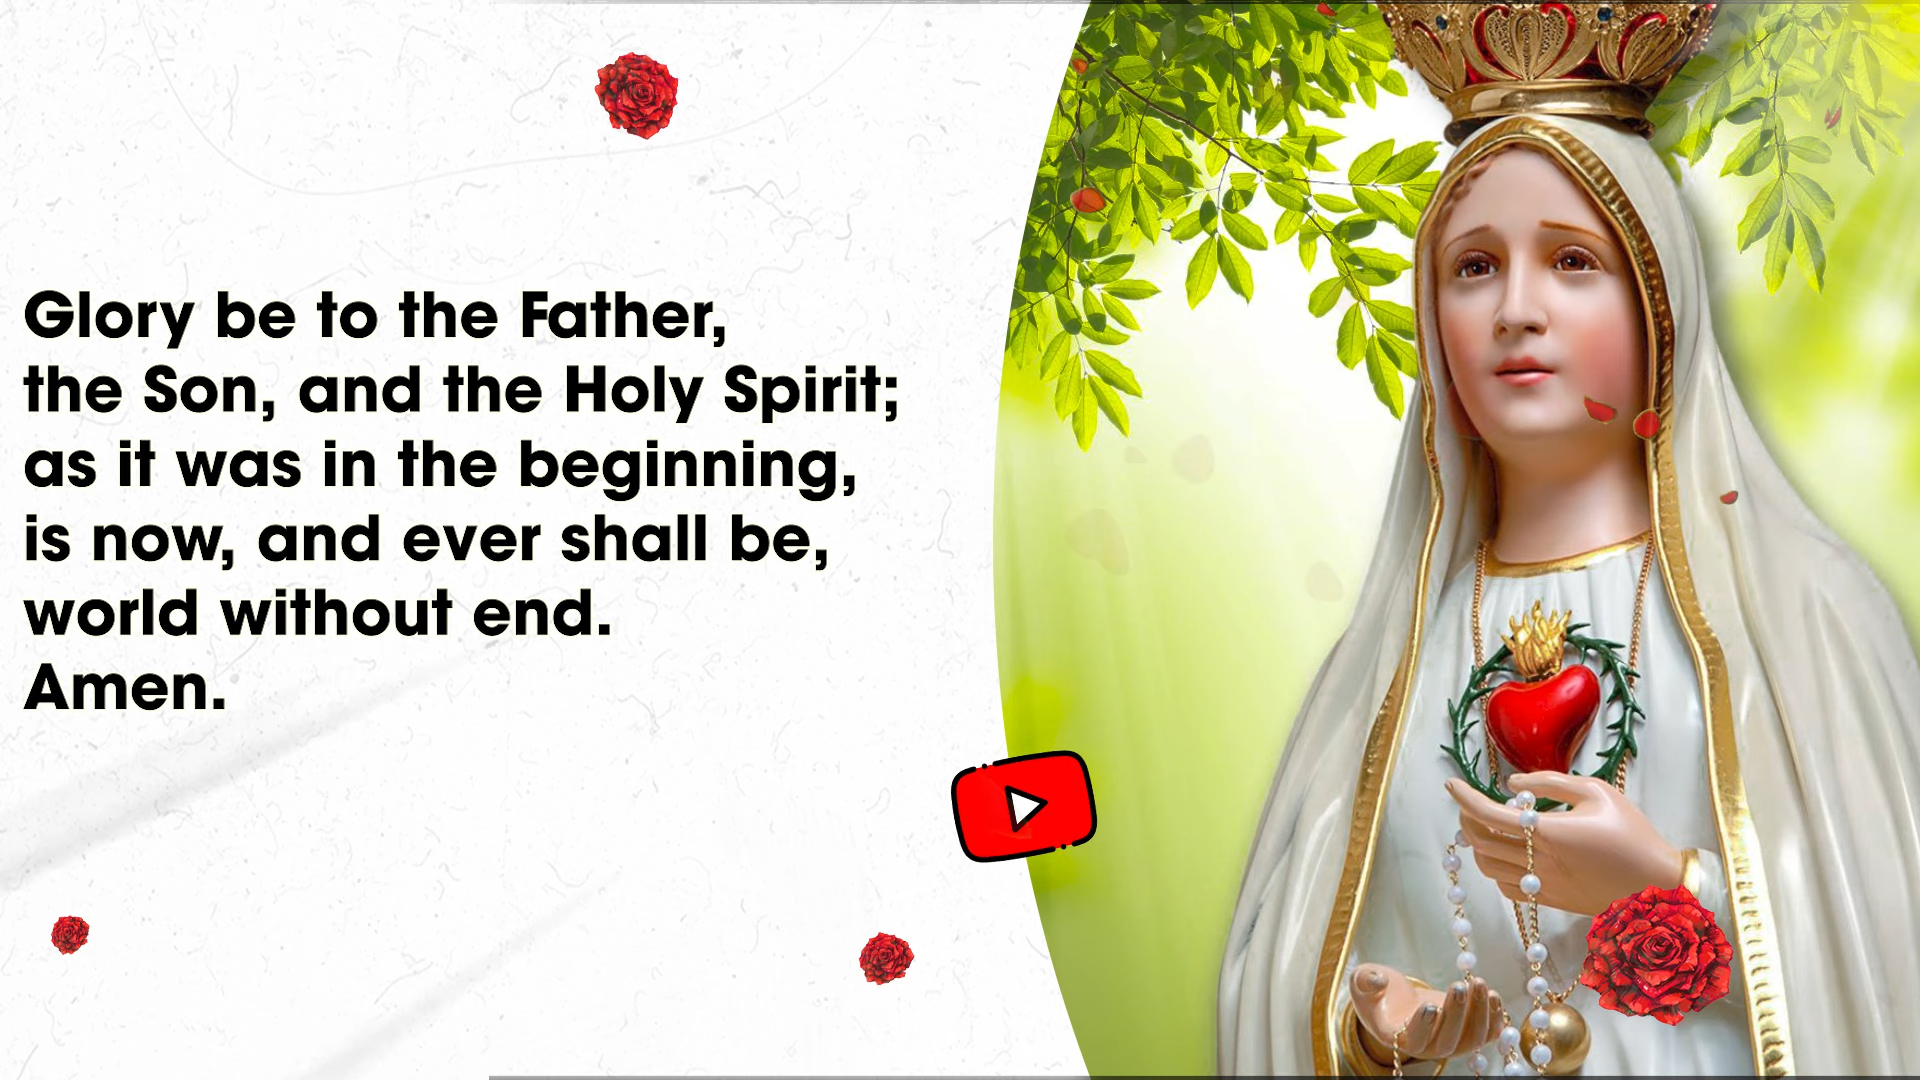 Glory be to the Father,
the Son, and the Holy Spirit;
as it was in the beginning,
is now, and ever shall be,
world without end.
Amen.